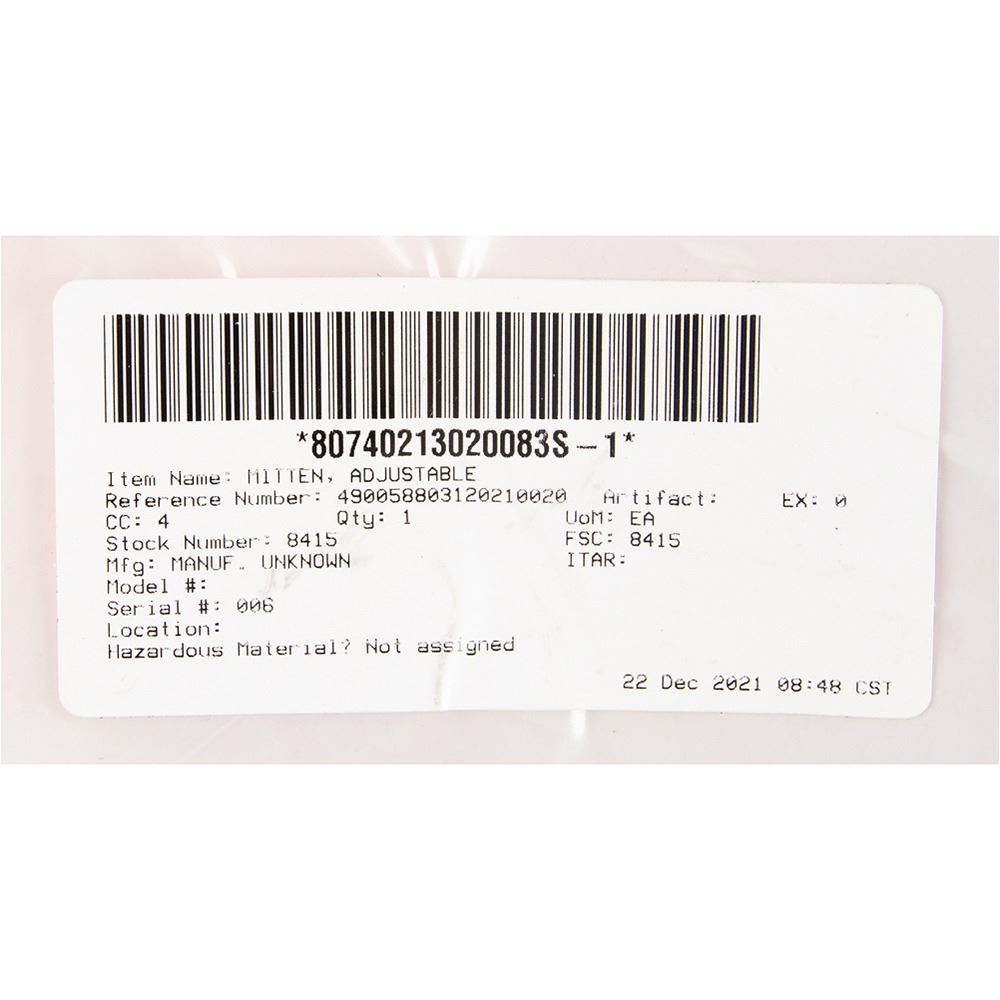 *80740213020083S-1*
Item Name: MITTEN, ADJUSTABLE
Reference Number: 490058803120210020 Artifact: EX: 0
CC: 4 Qty: 1 UoM: EA
Stock Number: 8415 FSC: 8415
Mfg: MANUF. UNKNOWN ITAR:
Model #:
Serial #: 006
Location:
Hazardous Material? Not assigned
22 Dec 2021 08:48 CST